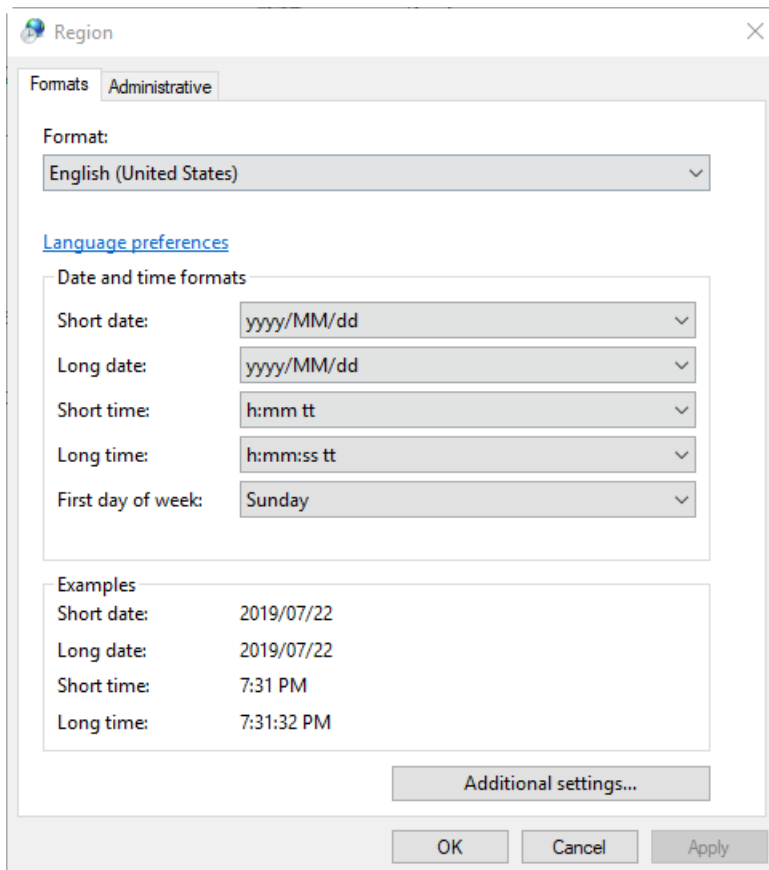 Region
Formats Administrative
Format:
English (United States)
Language preferences
Date and time formats
Short date: yyyy/MM/dd
Long date: yyyy/MM/dd
Short time: h:mm tt
Long time: h:mm:ss tt
First day of week: Sunday
Examples
Short date: 2019/07/22
Long date: 2019/07/22
Short time: 7:31 PM
Long time: 7:31:32 PM
Additional settings...
OK Cancel Apply